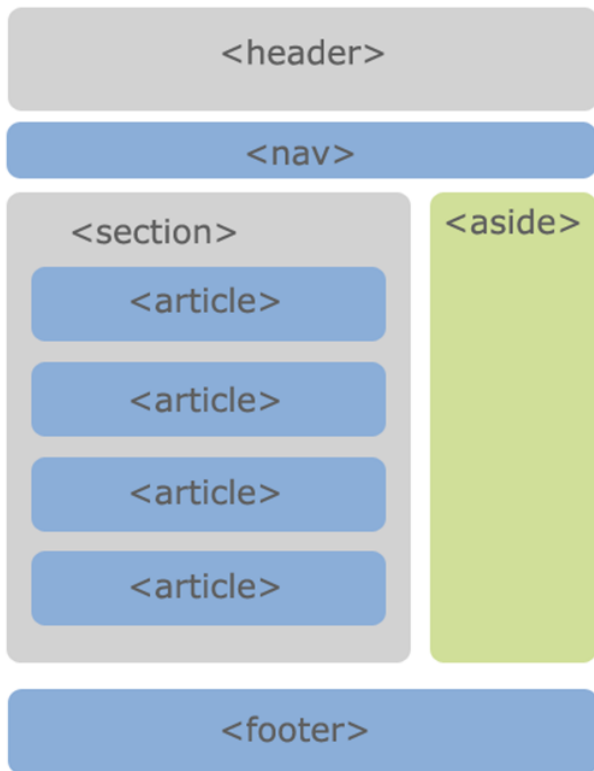 <header>
<nav>
<section>
<aside>
<article>
<article>
<article>
<article>
<footer>